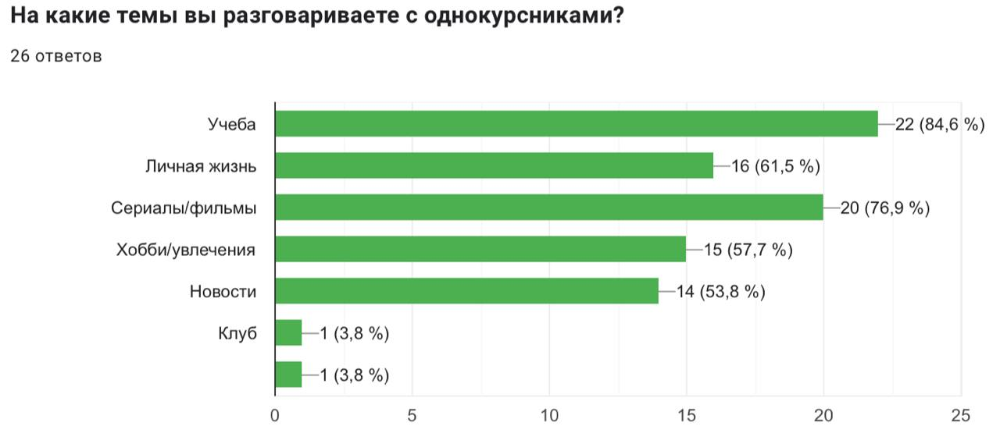 На какие темы вы разговариваете с однокурсниками?
26 ответов
Учеба 22 (84,6 %)
Личная жизнь 16 (61,5 %)
Сериалы/фильмы 20 (76,9 %)
Хобби/увлечения 15 (57,7 %)
Новости 14 (53,8 %)
Клуб 1 (3,8 %)
1 (3,8 %)
0 5 10 15 20 25